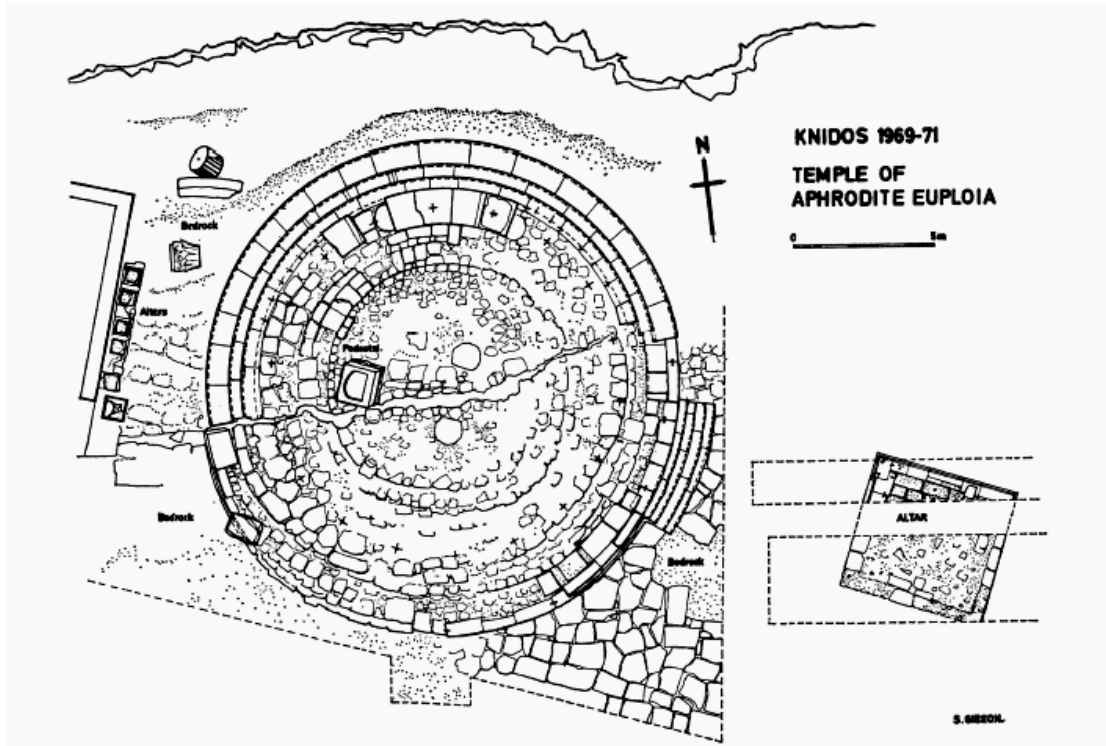 KNIDOS 1969-71
TEMPLE OF
APHRODITE EUPLOIA
N
0 5m
Bedrock
Altars
Pedestal
Bedrock
Bedrock
ALTAR
S. GIBSON.